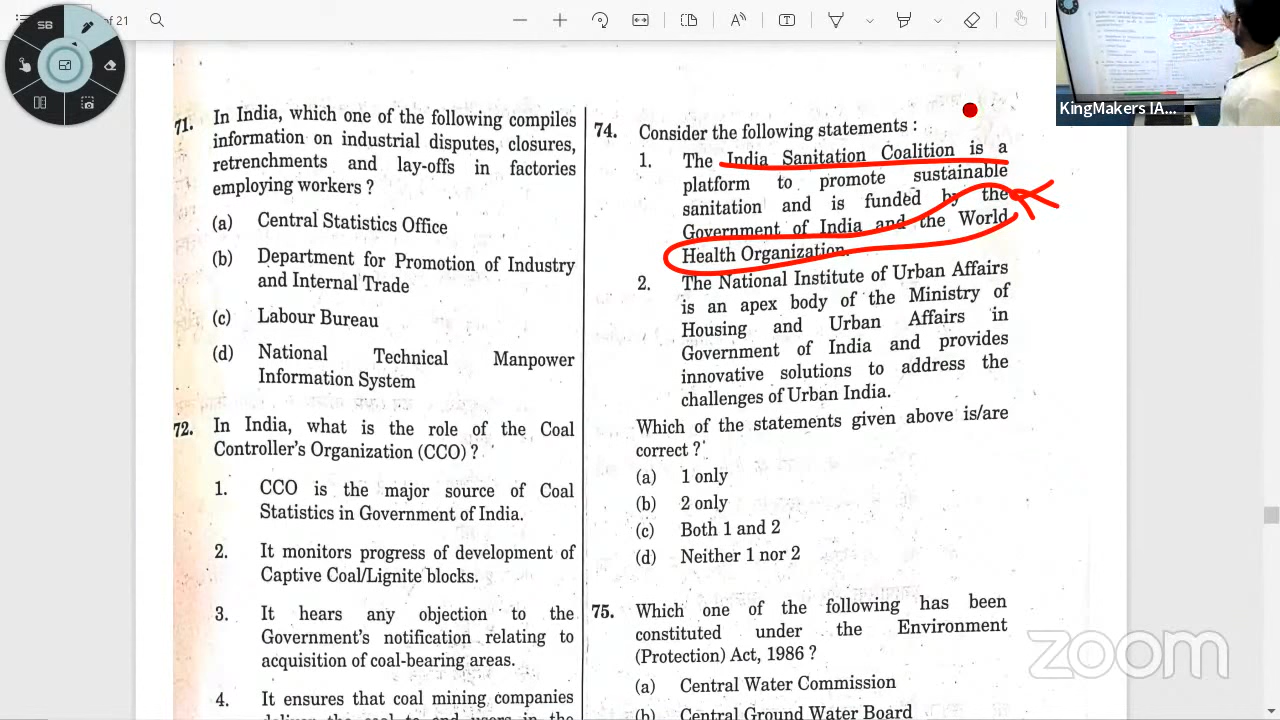 SB
of 21
KingMakers IA...
71. In India, which one of the following compiles
information on industrial disputes, closures,
retrenchments and lay-offs in factories
employing workers ?
(a) Central Statistics Office
(b) Department for Promotion of Industry
and Internal Trade
(c) Labour Bureau
(d) National Technical Manpower
Information System
72. In India, what is the role of the Coal
Controller's Organization (CCO) ?
1. CCO is the major source of Coal
Statistics in Government of India.
2. It monitors progress of development of
Captive Coal/Lignite blocks.
3. It hears any objection to the
Government's notification relating to
acquisition of coal-bearing areas.
4. It ensures that coal mining companies
deliver the coal to end users in the
74. Consider the following statements :
1. The India Sanitation Coalition is a
platform to promote sustainable
sanitation and is funded by the
Government of India and the World
Health Organization.
2. The National Institute of Urban Affairs
is an apex body of the Ministry of
Housing and Urban Affairs in
Government of India and provides
innovative solutions to address the
challenges of Urban India.
Which of the statements given above is/are
correct ?
(a) 1 only
(b) 2 only
(c) Both 1 and 2
(d) Neither 1 nor 2
75. Which one of the following has been
constituted under the Environment
(Protection) Act, 1986 ?
(a) Central Water Commission
(b) Central Ground Water Board
zoom